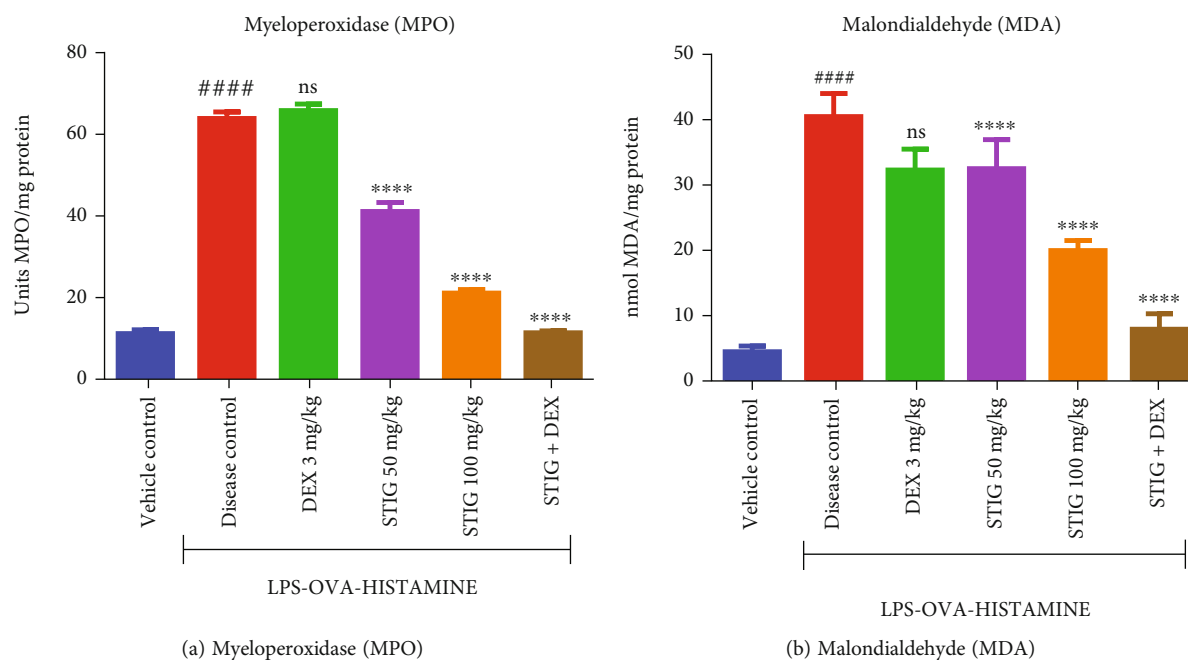 Myeloperoxidase (MPO)
80
60
40
20
0
Units MPO/mg protein
####
ns
****
****
****
Vehicle control
Disease control
DEX 3 mg/kg
STIG 50 mg/kg
STIG 100 mg/kg
STIG + DEX
LPS-OVA-HISTAMINE
(a) Myeloperoxidase (MPO)
Malondialdehyde (MDA)
50
40
30
20
10
0
nmol MDA/mg protein
####
ns
****
****
****
Vehicle control
Disease control
DEX 3 mg/kg
STIG 50 mg/kg
STIG 100 mg/kg
STIG + DEX
LPS-OVA-HISTAMINE
(b) Malondialdehyde (MDA)